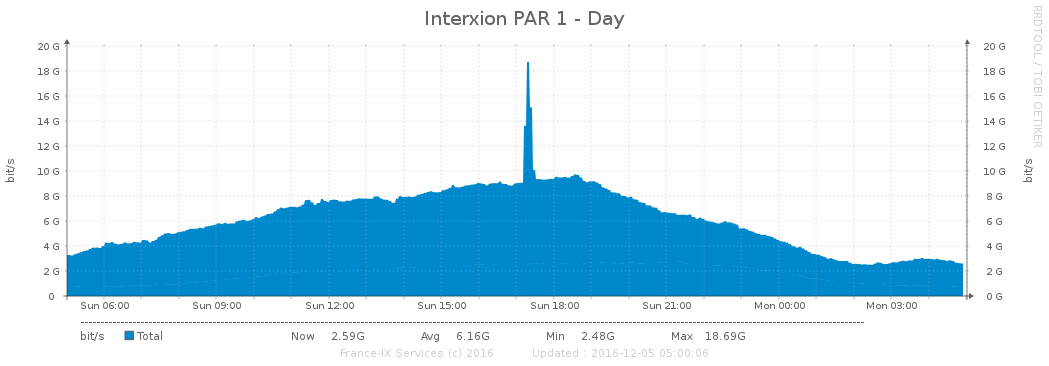 Interxion PAR 1 - Day
RRDTOOL / TOBI OETIKER
bit/s
20 G 20 G
18 G 18 G
16 G 16 G
14 G 14 G
12 G 12 G
10 G 10 G
8 G 8 G
6 G 6 G
4 G 4 G
2 G 2 G
0 0 G
bit/s
Sun 06:00 Sun 09:00 Sun 12:00 Sun 15:00 Sun 18:00 Sun 21:00 Mon 00:00 Mon 03:00
bit/s Total Now 2.59G Avg 6.16G Min 2.48G Max 18.69G
France-IX Services (c) 2016 Updated : 2016-12-05 05:00:06